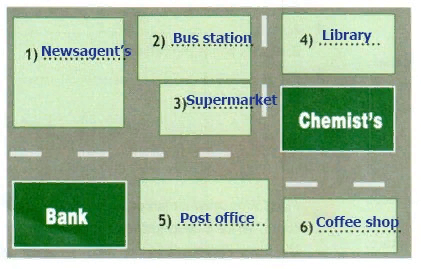 1) Newsagent's
2) Bus station
4) Library
3) Supermarket
Chemist's
Bank
5) Post office
6) Coffee shop